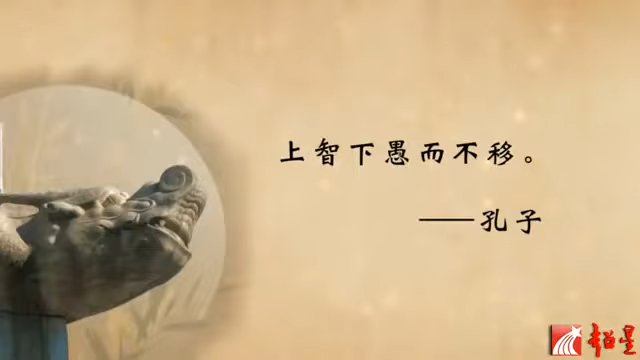 上智下愚而不移。
——孔子
超星